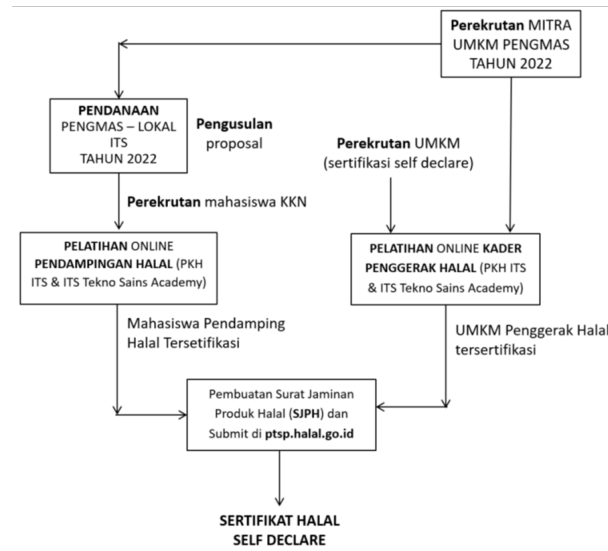 Perekrutan MITRA
UMKM PENGMAS
TAHUN 2022
PENDANAAN
PENGMAS – LOKAL
ITS
TAHUN 2022
Pengusulan
proposal
Perekrutan UMKM
(sertifikasi self declare)
Perekrutan mahasiswa KKN
PELATIHAN ONLINE
PENDAMPINGAN HALAL (PKH
ITS & ITS Tekno Sains Academy)
PELATIHAN ONLINE KADER
PENGGERAK HALAL (PKH ITS
& ITS Tekno Sains Academy)
Mahasiswa Pendamping
Halal Tersetifikasi
UMKM Penggerak Halal
tersertifikasi
Pembuatan Surat Jaminan
Produk Halal (SJPH) dan
Submit di ptsp.halal.go.id
SERTIFIKAT HALAL
SELF DECLARE